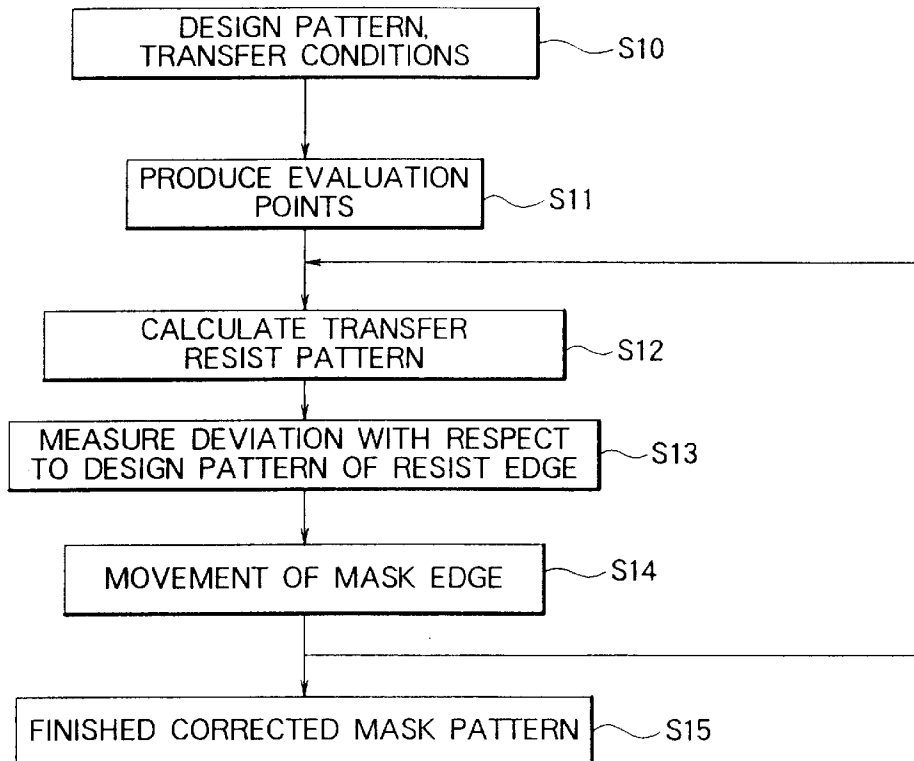 DESIGN PATTERN,
TRANSFER CONDITIONS
S10
PRODUCE EVALUATION
POINTS
S11
CALCULATE TRANSFER
RESIST PATTERN
S12
MEASURE DEVIATION WITH RESPECT
TO DESIGN PATTERN OF RESIST EDGE
S13
MOVEMENT OF MASK EDGE
S14
FINISHED CORRECTED MASK PATTERN
S15